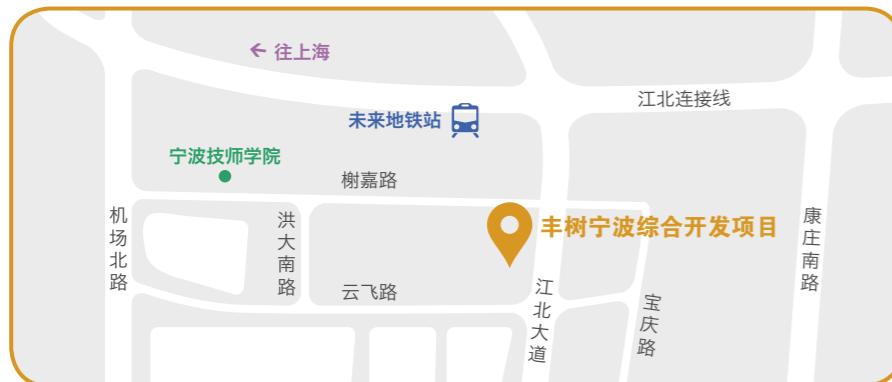 往上海
江北连接线
未来地铁站
宁波技师学院
榭嘉路
丰树宁波综合开发项目
机场北路
洪大南路
康庄南路
云飞路
江北大道
宝庆路